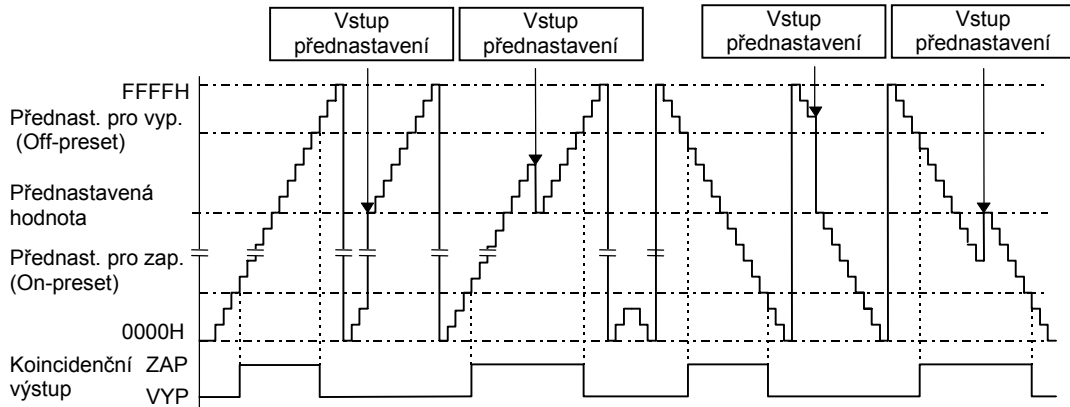 Vstup
přednastavení
Vstup
přednastavení
Vstup
přednastavení
Vstup
přednastavení
FFFFH
Přednast. pro vyp.
(Off-preset)
Přednastavená
hodnota
Přednast. pro zap.
(On-preset)
0000H
Koincidenční ZAP
výstup
VYP